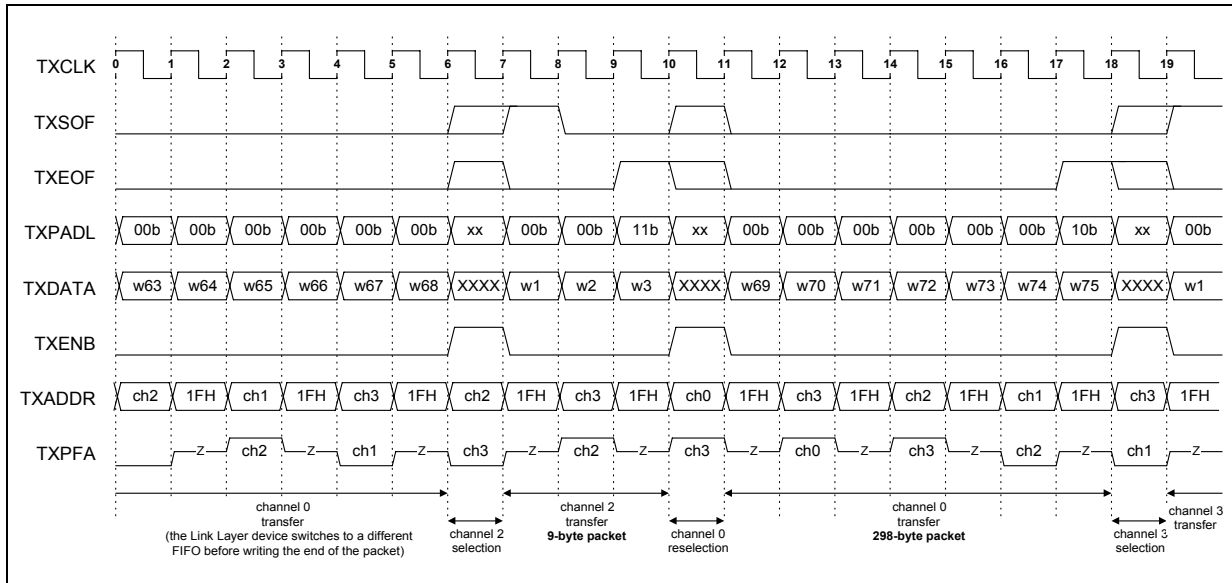 TXCLK 0 1 2 3 4 5 6 7 8 9 10 11 12 13 14 15 16 17 18 19
TXSOF
TXEOF
TXPADL 00b 00b 00b 00b 00b 00b xx 00b 00b 11b xx 00b 00b 00b 00b 00b 00b 10b xx 00b
TXDATA w63 w64 w65 w66 w67 w68 XXXX w1 w2 w3 XXXX w69 w70 w71 w72 w73 w74 w75 XXXX w1
TXENB
TXADDR ch2 1FH ch1 1FH ch3 1FH ch2 1FH ch3 1FH ch0 1FH ch3 1FH ch2 1FH ch1 1FH ch3 1FH
TXPFA Z ch2 Z ch1 Z ch3 Z ch2 Z ch3 Z ch0 Z ch3 Z ch2 Z ch1 Z
channel 0
transfer
(the Link Layer device switches to a different
FIFO before writing the end of the packet)
channel 2
selection
channel 2
transfer
9-byte packet
channel 0
reselection
channel 0
transfer
298-byte packet
channel 3
selection
channel 3
transfer